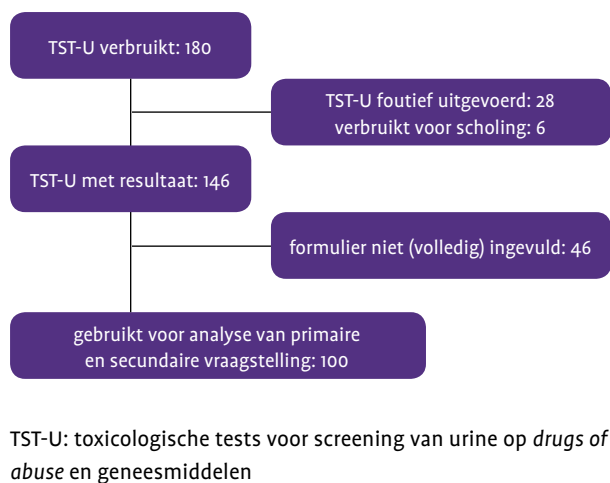 TST-U verbruikt: 180
TST-U foutief uitgevoerd: 28
verbruikt voor scholing: 6
TST-U met resultaat: 146
formulier niet (volledig) ingevuld: 46
gebruikt voor analyse van primaire
en secundaire vraagstelling: 100
TST-U: toxicologische tests voor screening van urine op drugs of
abuse en geneesmiddelen